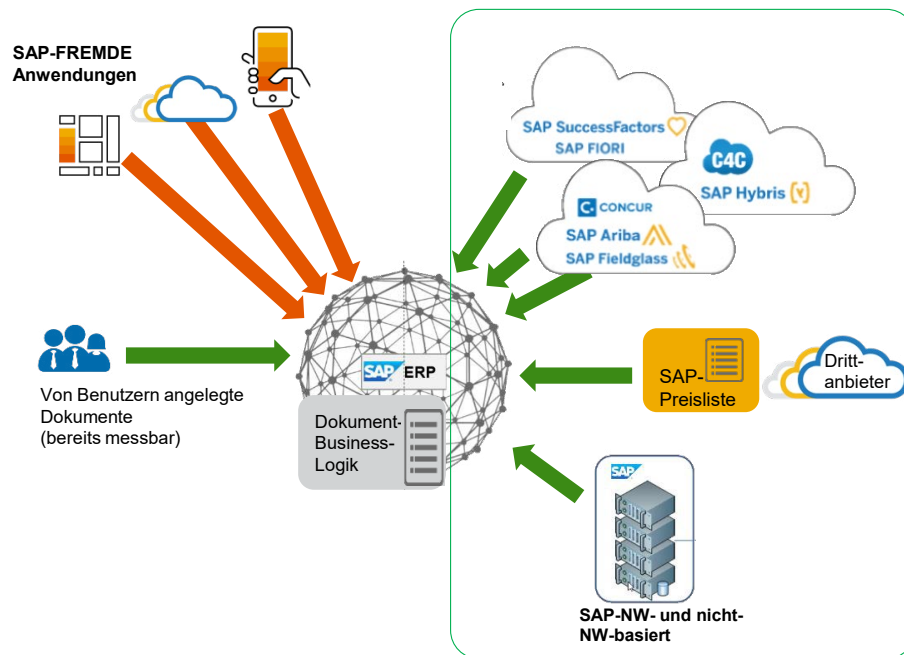 SAP-FREMDE
Anwendungen
SAP SuccessFactors
SAP FIORI
C4C
SAP Hybris
C.
CONCUR
SAP Ariba
SAP Fieldglass
SAP ERP
Von Benutzern angelegte
Dokumente
(bereits messbar)
Dokument-
Business-
Logik
SAP-
Preisliste
Dritt-
anbieter
SAP
SAP-NW- und nicht-
NW-basiert